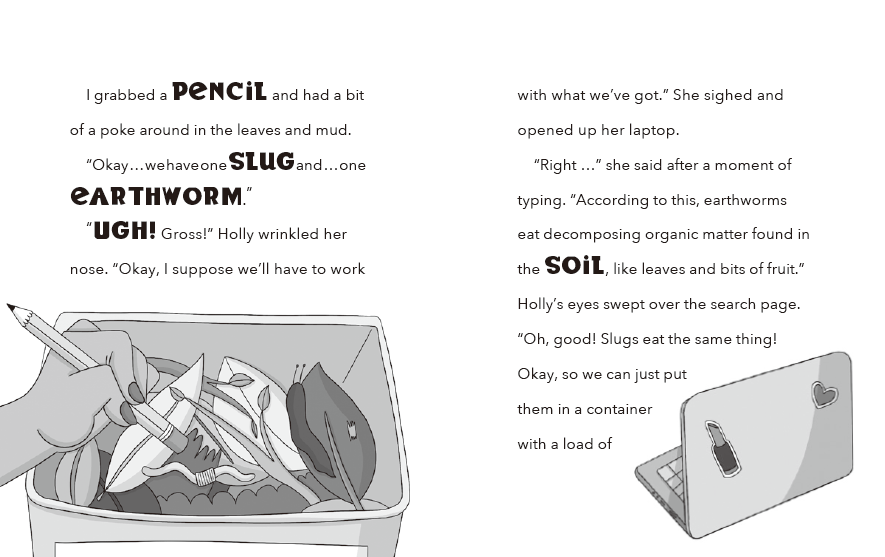 I grabbed a PENCIL and had a bit
of a poke around in the leaves and mud.
“Okay…wehaveone SLUG and…one
EARTHWORM.”
“UGH! Gross!” Holly wrinkled her
nose. “Okay, I suppose we’ll have to work
with what we’ve got.” She sighed and
opened up her laptop.
“Right …” she said after a moment of
typing. “According to this, earthworms
eat decomposing organic matter found in
the SOIL, like leaves and bits of fruit.”
Holly’s eyes swept over the search page.
“Oh, good! Slugs eat the same thing!
Okay, so we can just put
them in a container
with a load of